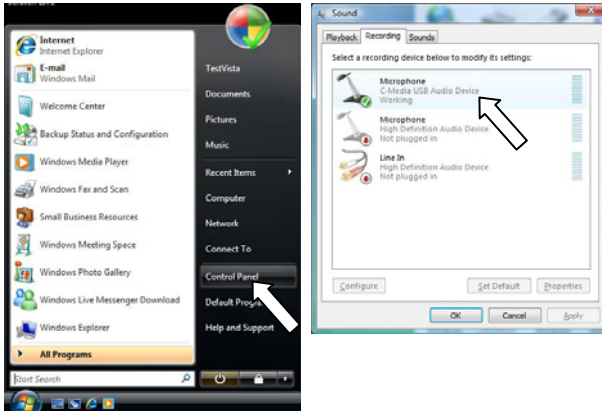 Internet
Internet Explorer
E-mail
Windows Mail
Welcome Center
Backup Status and Configuration
Windows Media Player
Windows Fax and Scan
Small Business Resources
Windows Meeting Space
Windows Photo Gallery
Windows Live Messenger Download
Windows Explorer
All Programs
Start Search
TestVista
Documents
Pictures
Music
Recent Items
Computer
Network
Connect To
Control Panel
Default
Help and Support
Sound
Playback Recording Sounds
Select a recording device below to modify its settings:
Microphone
C-Media USB Audio Device
Working
Microphone
High Definition Audio Device
Not plugged in
Line In
High Definition Audio Device
Not plugged in
Configure Set Default Properties
OK Cancel Apply